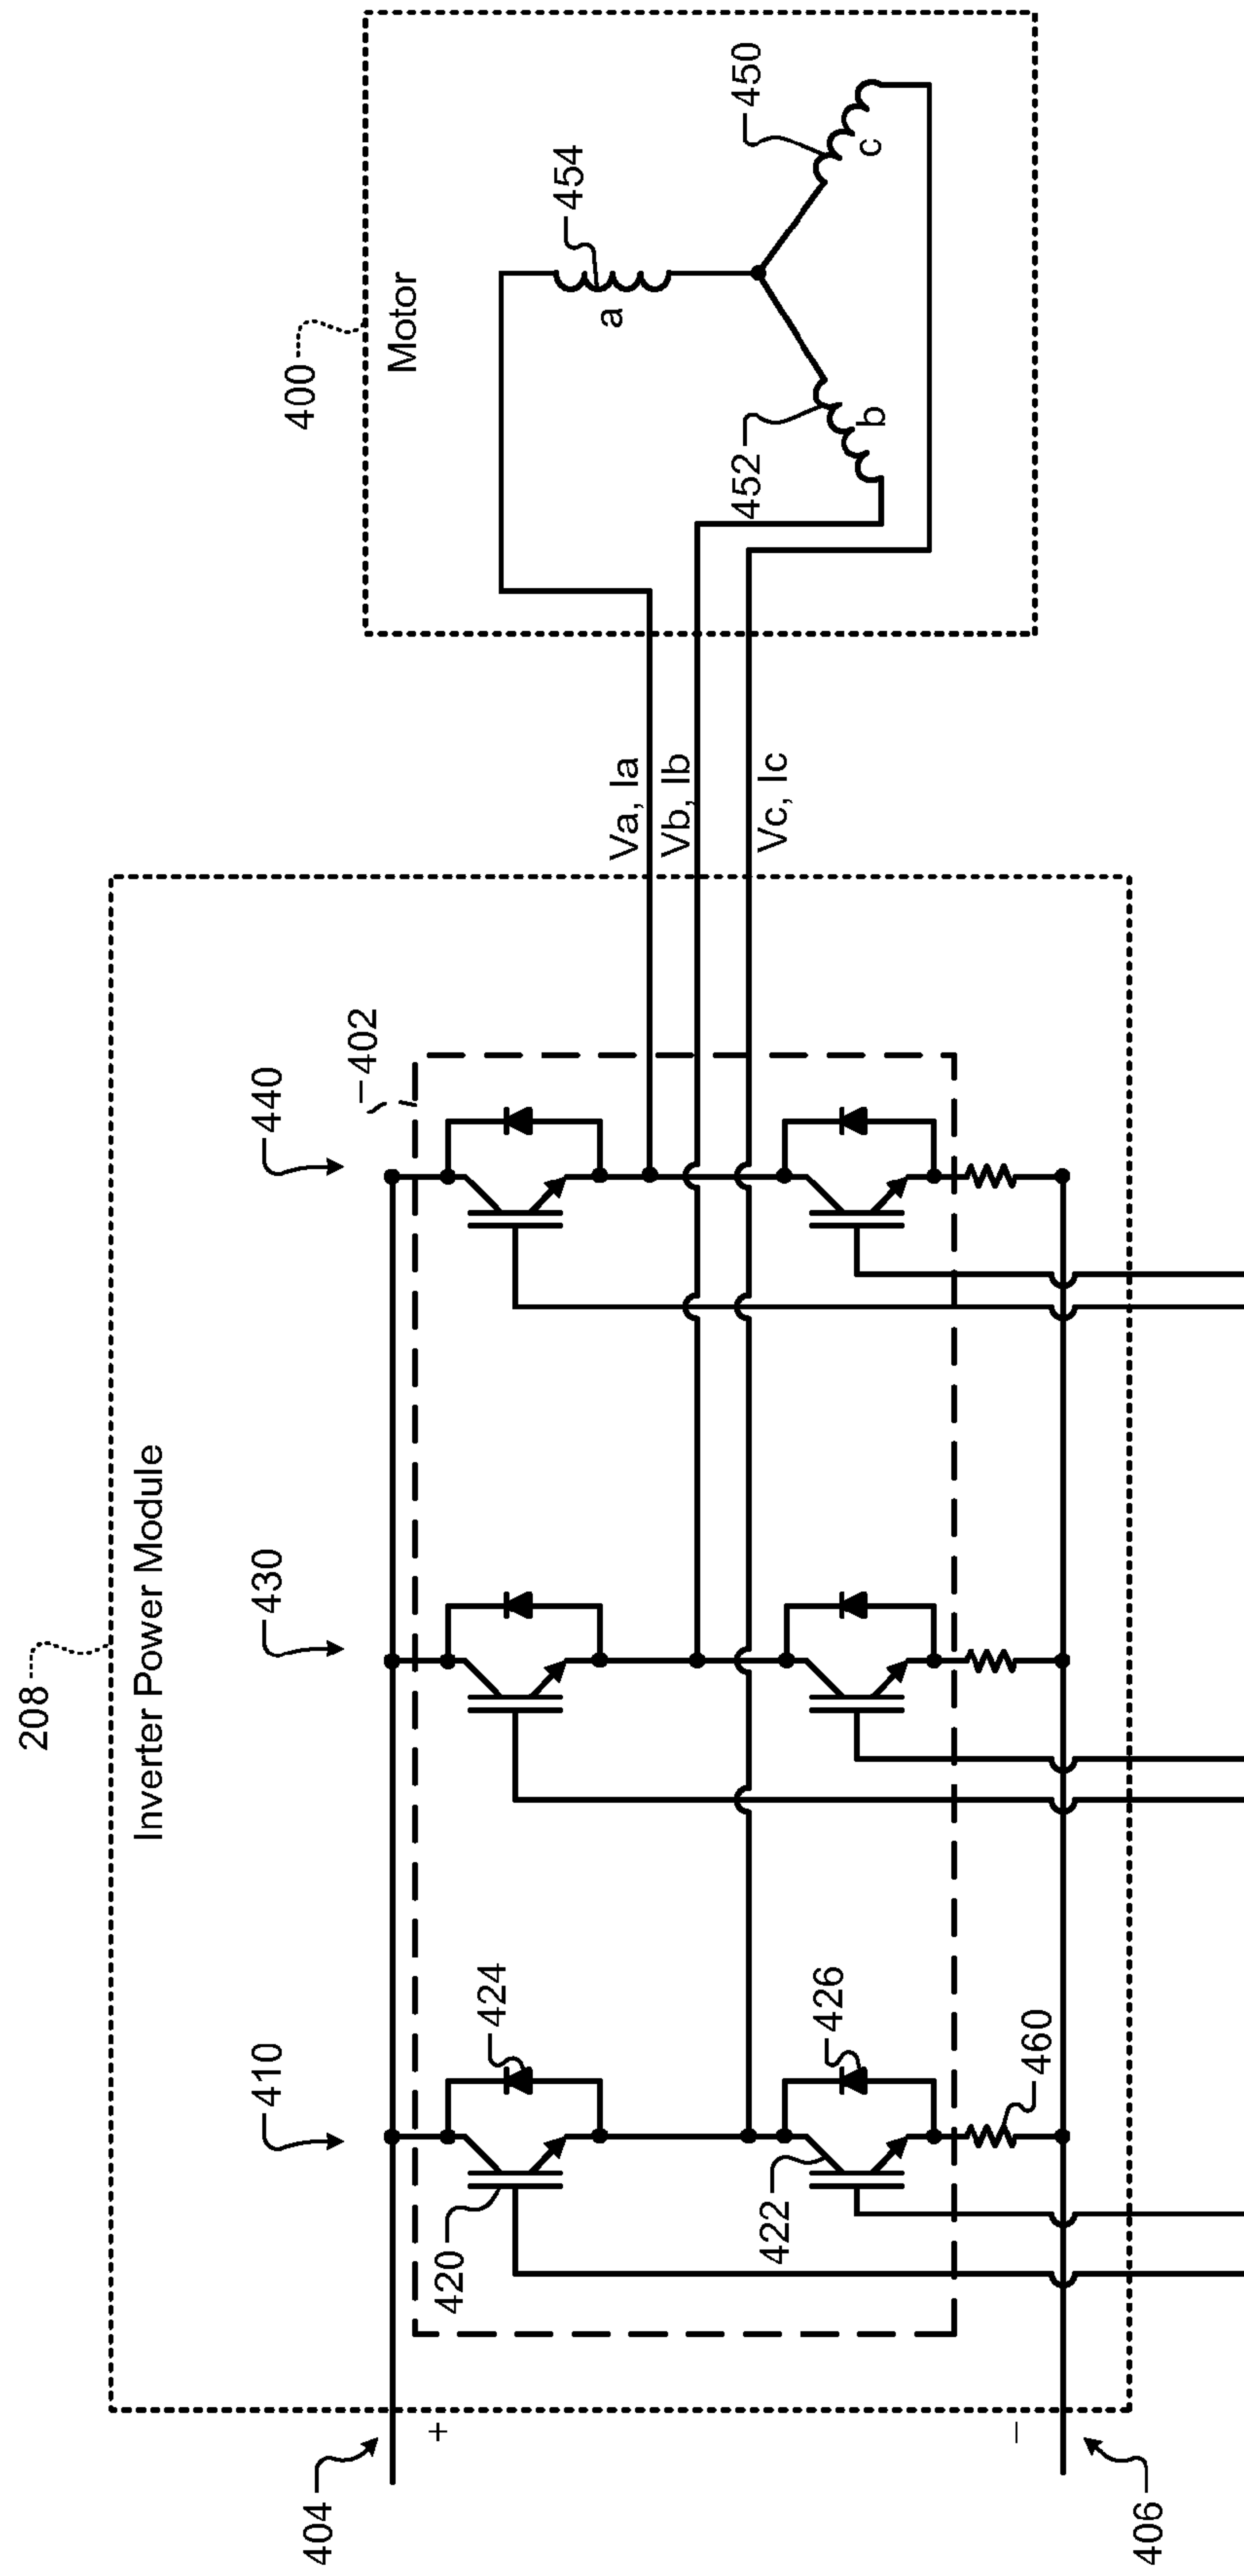 208
Inverter Power Module
400
Motor
410
430
440
402
404
+
420
424
422
426
460
−
406
Va, Ia
Vb, Ib
Vc, Ic
454
a
452
b
450
c